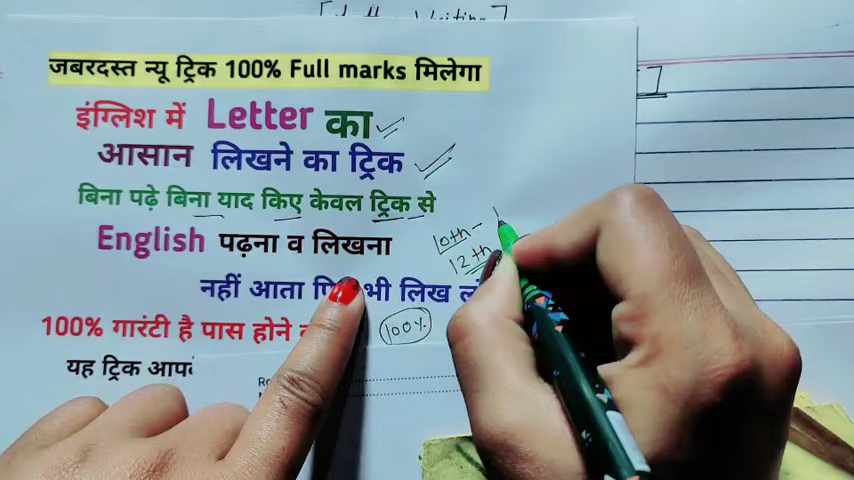 जबरदस्त न्यू ट्रिक 100% Full marks मिलेगा
इंग्लिश में Letter का
आसान लिखने का ट्रिक
बिना पढ़े बिना याद किए केवल ट्रिक से
English पढ़ना व लिखना
10th-
12th
नहीं आता भी लिख
100%
100% गारंटी है पास होने
यह ट्रिक